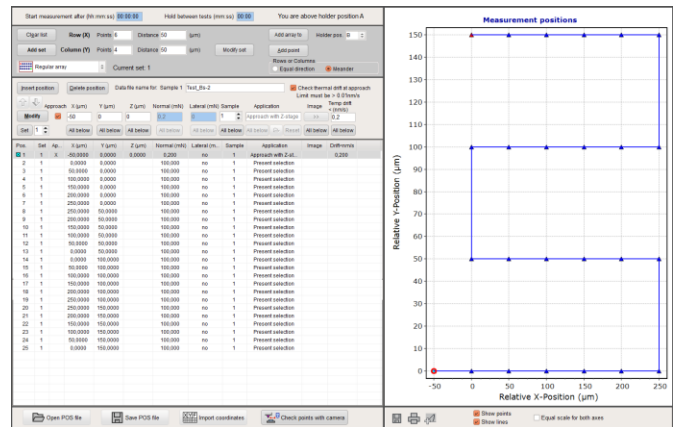 Start measurement after (hh:mm:ss) 00:00:00 Hold between tests (mm:ss) 00:00 You are above holder position A
Clear list Row (X) Points 6 Distance 50 (µm) Add array to Holder pos. B
Add set Column (Y) Points 4 Distance 50 (µm) Modify set Add point
Regular array Current set: 1 Rows or Columns
Equal direction Meander
Insert position Delete position Data file name for: Sample 1 Test_Bs-2 Check thermal drift at approach
Limit must be > 0.01nm/s
Approach X (µm) Y (µm) Z (µm) Normal (mN) Lateral (mN) Sample Application Image Temp drift < (nm/s)
Modify -50 0 0 0.2 0 1 Approach with Z-stage 0.2
Set 1 All below All below All below All below All below All below Reset All below All below
Pos. Set Ap... X (µm) Y (µm) Z (µm) Normal (mN) Lateral (m... Sample Application Image Drift<nm/s
1 1 X -50,0000 0,0000 0,0000 0,200 no 1 Approach with Z-st... 0,200
2 1 0,0000 0,0000 100,000 no 1 Present selection
3 1 50,0000 0,0000 100,000 no 1 Present selection
4 1 100,0000 0,0000 100,000 no 1 Present selection
5 1 150,0000 0,0000 100,000 no 1 Present selection
6 1 200,0000 0,0000 100,000 no 1 Present selection
7 1 250,0000 0,0000 100,000 no 1 Present selection
8 1 250,0000 50,0000 100,000 no 1 Present selection
9 1 200,0000 50,0000 100,000 no 1 Present selection
10 1 150,0000 50,0000 100,000 no 1 Present selection
11 1 100,0000 50,0000 100,000 no 1 Present selection
12 1 50,0000 50,0000 100,000 no 1 Present selection
13 1 0,0000 50,0000 100,000 no 1 Present selection
14 1 0,0000 100,0000 100,000 no 1 Present selection
15 1 50,0000 100,0000 100,000 no 1 Present selection
16 1 100,0000 100,0000 100,000 no 1 Present selection
17 1 150,0000 100,0000 100,000 no 1 Present selection
18 1 200,0000 100,0000 100,000 no 1 Present selection
19 1 250,0000 100,0000 100,000 no 1 Present selection
20 1 250,0000 150,0000 100,000 no 1 Present selection
21 1 200,0000 150,0000 100,000 no 1 Present selection
22 1 150,0000 150,0000 100,000 no 1 Present selection
23 1 100,0000 150,0000 100,000 no 1 Present selection
24 1 50,0000 150,0000 100,000 no 1 Present selection
25 1 0,0000 150,0000 100,000 no 1 Present selection
Open POS file Save POS file Import coordinates Check points with camera
Measurement positions
Relative Y-Position (µm)
150
140
130
120
110
100
90
80
70
60
50
40
30
20
10
0
-50 0 50 100 150 200 250
Relative X-Position (µm)
Show points Equal scale for both axes
Show lines